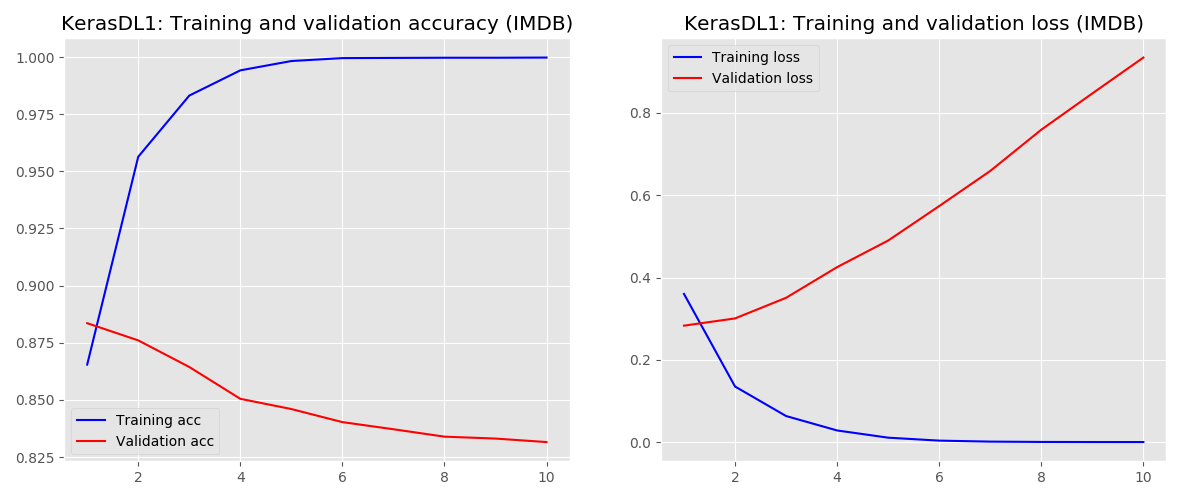 KerasDL1: Training and validation accuracy (IMDB)
1.000
0.975
0.950
0.925
0.900
0.875
0.850
0.825
Training acc
Validation acc
2 4 6 8 10
KerasDL1: Training and validation loss (IMDB)
Training loss
Validation loss
0.8
0.6
0.4
0.2
0.0
2 4 6 8 10